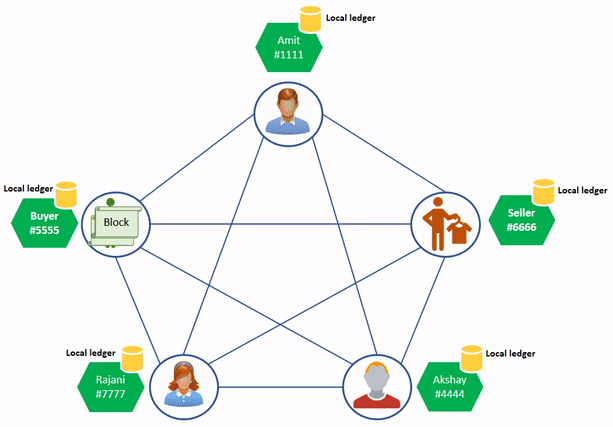 Local ledger
Amit
#1111
Local ledger
Buyer
#5555
Block
Local ledger
Seller
#6666
Local ledger
Rajani
#7777
Local ledger
Akshay
#4444